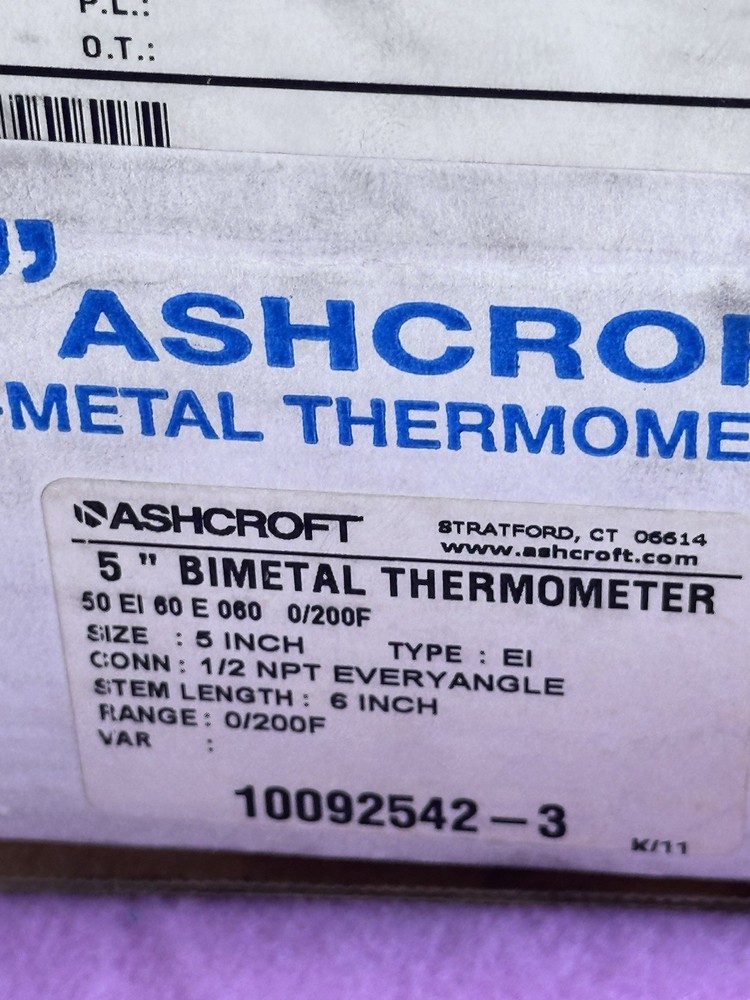 P.L.:
O.T.:
"ASHCROF
-METAL THERMOME
ASHCROFT STRATFORD, CT 06614
www.ashcroft.com
5 " BIMETAL THERMOMETER
50 EI 60 E 060 0/200F
SIZE : 5 INCH TYPE : EI
CONN : 1/2 NPT EVERYANGLE
STEM LENGTH : 6 INCH
RANGE : 0/200F
VAR :
10092542-3
K/11